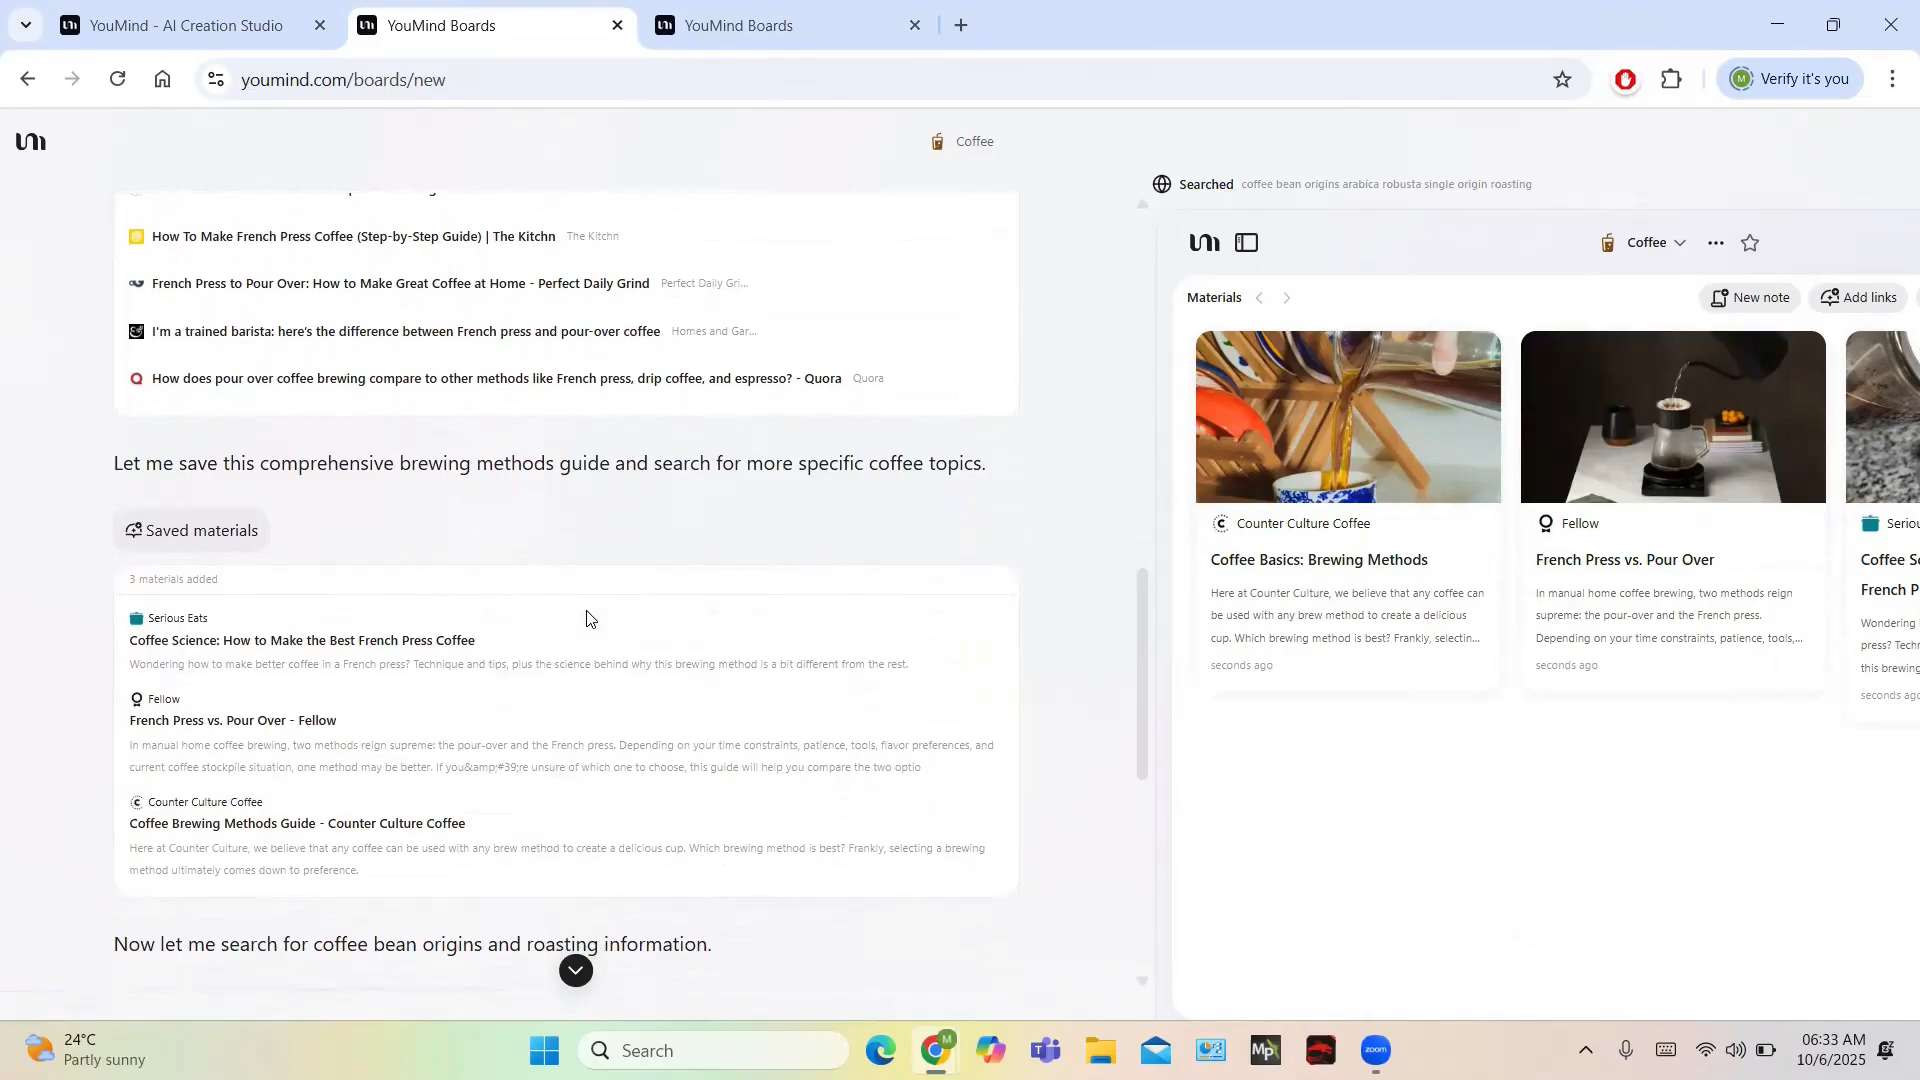 YouMind - AI Creation Studio
YouMind Boards
YouMind Boards
youmind.com/boards/new
Verify it's you
Coffee
How To Make French Press Coffee (Step-by-Step Guide) | The Kitchn The Kitchn
French Press to Pour Over: How to Make Great Coffee at Home - Perfect Daily Grind Perfect Daily Gri...
I'm a trained barista: here's the difference between French press and pour-over coffee Homes and Gar...
How does pour over coffee brewing compare to other methods like French press, drip coffee, and espresso? - Quora Quora
Let me save this comprehensive brewing methods guide and search for more specific coffee topics.
Saved materials
3 materials added
Serious Eats
Coffee Science: How to Make the Best French Press Coffee
Wondering how to make better coffee in a French press? Technique and tips, plus the science behind why this brewing method is a bit different from the rest.
Fellow
French Press vs. Pour Over - Fellow
In manual home coffee brewing, two methods reign supreme: the pour-over and the French press. Depending on your time constraints, patience, tools, flavor preferences, and
current coffee stockpile situation, one method may be better. If you&amp;#39;re unsure of which one to choose, this guide will help you compare the two optio
Counter Culture Coffee
Coffee Brewing Methods Guide - Counter Culture Coffee
Here at Counter Culture, we believe that any coffee can be used with any brew method to create a delicious cup. Which brewing method is best? Frankly, selecting a brewing
method ultimately comes down to preference.
Now let me search for coffee bean origins and roasting information.
Searched coffee bean origins arabica robusta single origin roasting
Coffee
Materials
New note
Add links
Counter Culture Coffee
Coffee Basics: Brewing Methods
Here at Counter Culture, we believe that any coffee can
be used with any brew method to create a delicious
cup. Which brewing method is best? Frankly, selectin...
seconds ago
Fellow
French Press vs. Pour Over
In manual home coffee brewing, two methods reign
supreme: the pour-over and the French press.
Depending on your time constraints, patience, tools,...
seconds ago
Seriou
Coffee Sc
French P
Wondering
press? Techn
this brewing
seconds ago
24°C
Partly sunny
Search
zoom
06:33 AM
10/6/2025